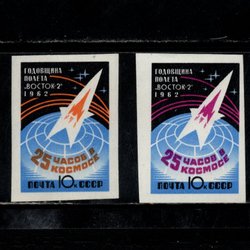 ГОДОВЩИНА
ПОЛЕТА
„ВОСТОК-2"
1962
25 ЧАСОВ В
КОСМОСЕ
ПОЧТА 10К СССР
ГОДОВЩИНА
ПОЛЕТА
„ВОСТОК-2"
1962
25 ЧАСОВ В
КОСМОСЕ
ПОЧТА 10К СССР